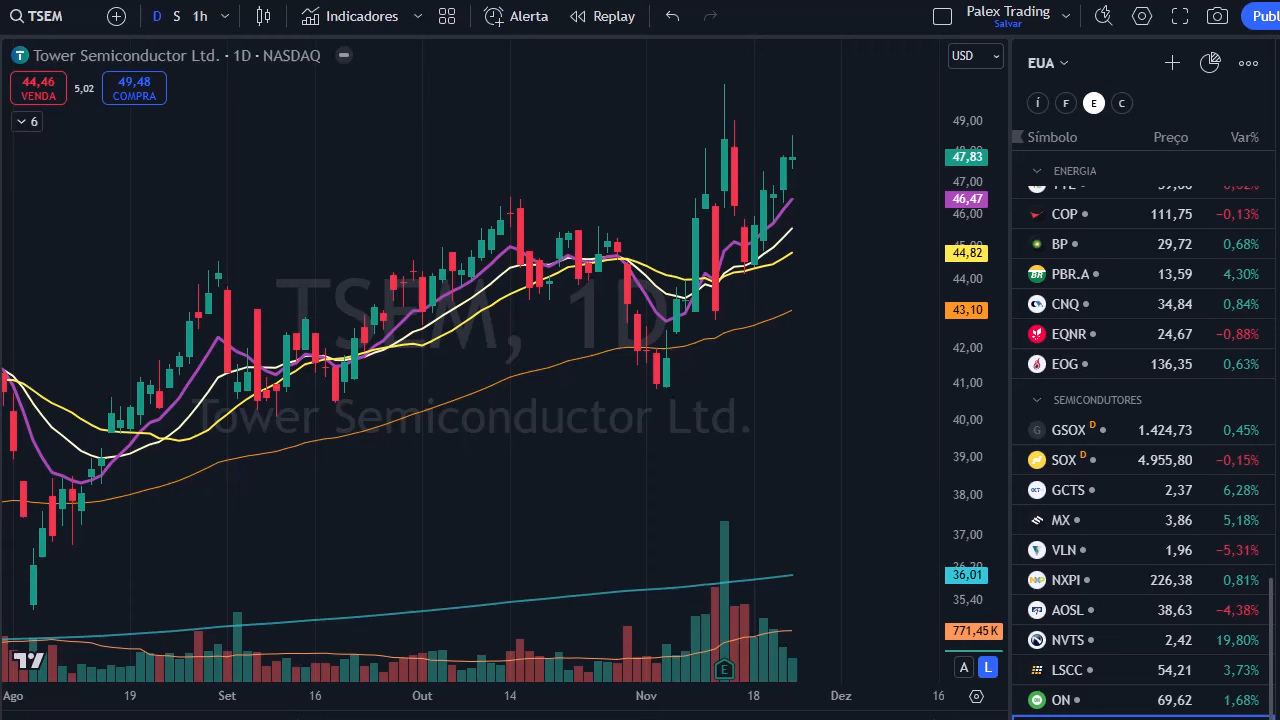 TSEM
D S 1h Indicadores Alerta Replay Palex Trading Salvar Publ
Tower Semiconductor Ltd. · 1D · NASDAQ
44,46 VENDA 5,02 49,48 COMPRA
6
USD
49,00
47,83
47,00
46,47
46,00
44,82
44,00
43,10
42,00
41,00
40,00
39,00
38,00
37,00
36,01
35,40
771,45 K
A L
TSEM, 1D
Tower Semiconductor Ltd.
E
Ago 19 Set 16 Out 14 Nov 18 Dez 16
EUA
Í F E C
Símbolo Preço Var%
ENERGIA
COP 111,75 −0,13%
BP 29,72 0,68%
PBR.A 13,59 4,30%
CNQ 34,84 0,84%
EQNR 24,67 −0,88%
EOG 136,35 0,63%
SEMICONDUTORES
GSOX D 1.424,73 0,45%
SOX D 4.955,80 −0,15%
GCTS 2,37 6,28%
MX 3,86 5,18%
VLN 1,96 −5,31%
NXPI 226,38 0,81%
AOSL 38,63 −4,38%
NVTS 2,42 19,80%
LSCC 54,21 3,73%
ON 69,62 1,68%